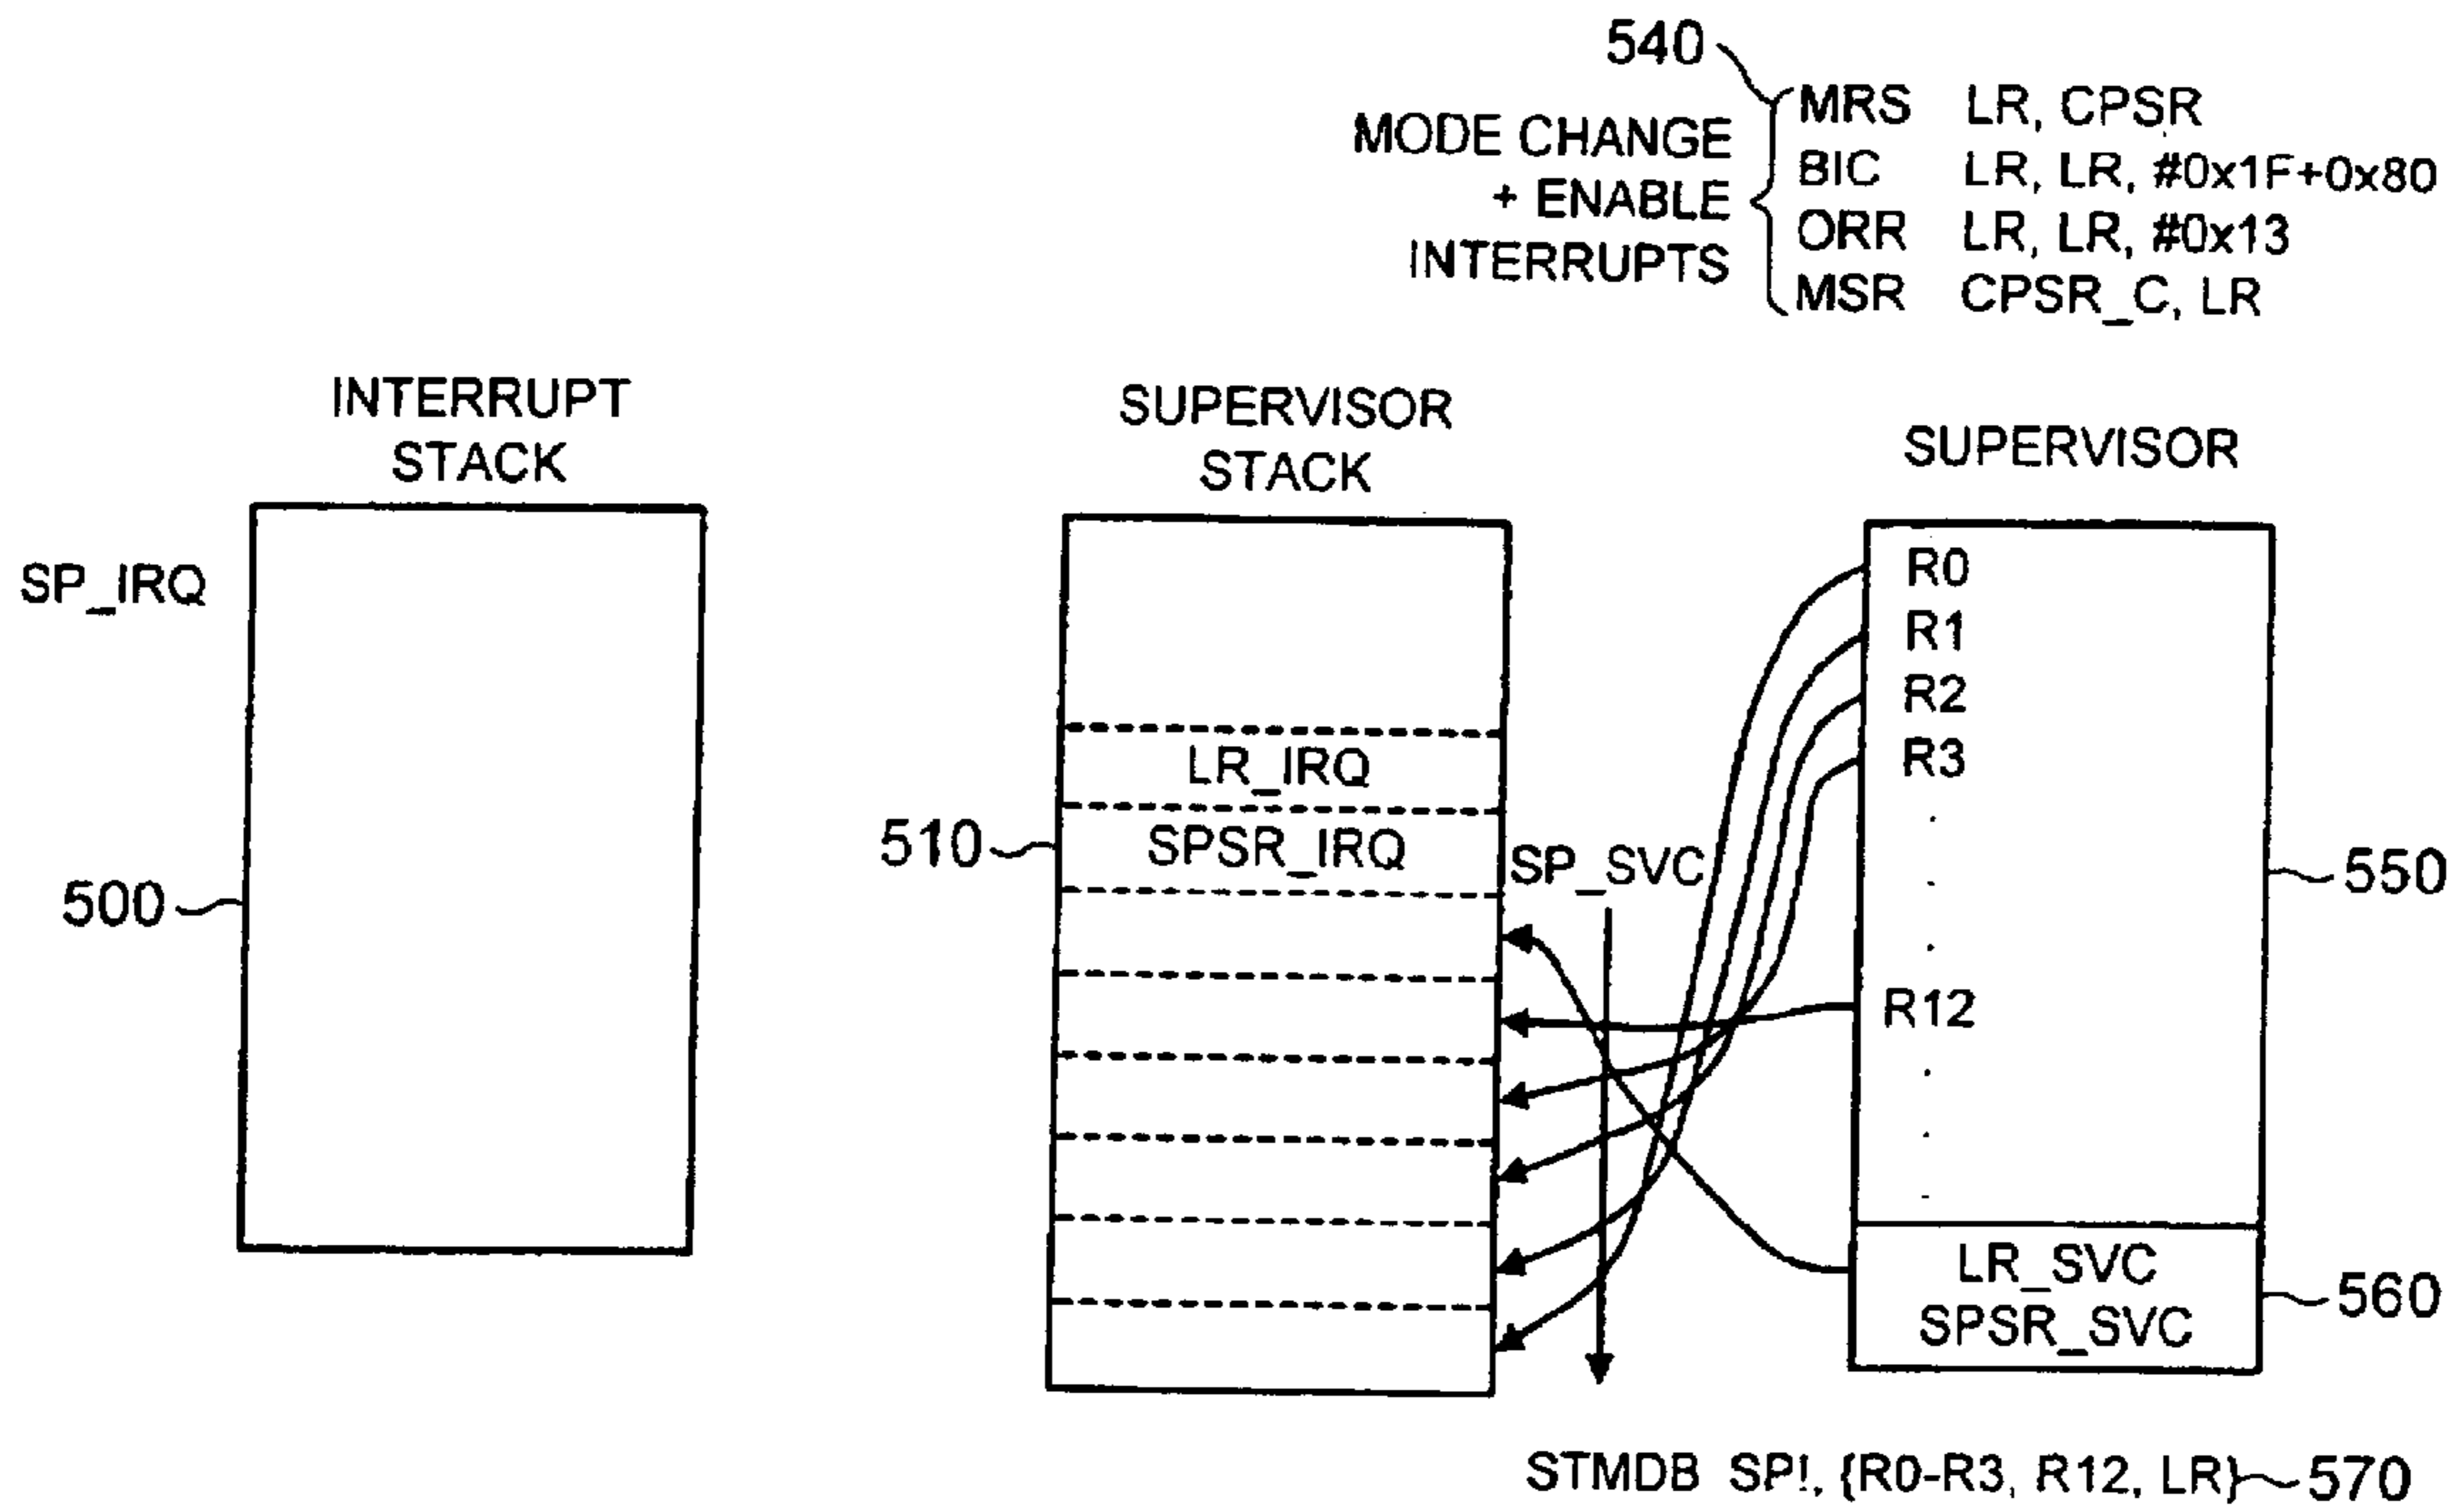 540
MRS LR, CPSR
MODE CHANGE
BIC LR, LR, #0x1F+0x80
+ ENABLE
ORR LR, LR, #0x13
INTERRUPTS
MSR CPSR_C, LR
INTERRUPT
STACK
SUPERVISOR
STACK
SUPERVISOR
SP_IRQ
R0
R1
R2
R3
LR_IRQ
510
SPSR_IRQ
SP_SVC
550
500
R12
LR_SVC
560
SPSR_SVC
STMDB SP!, {R0-R3, R12, LR}
570